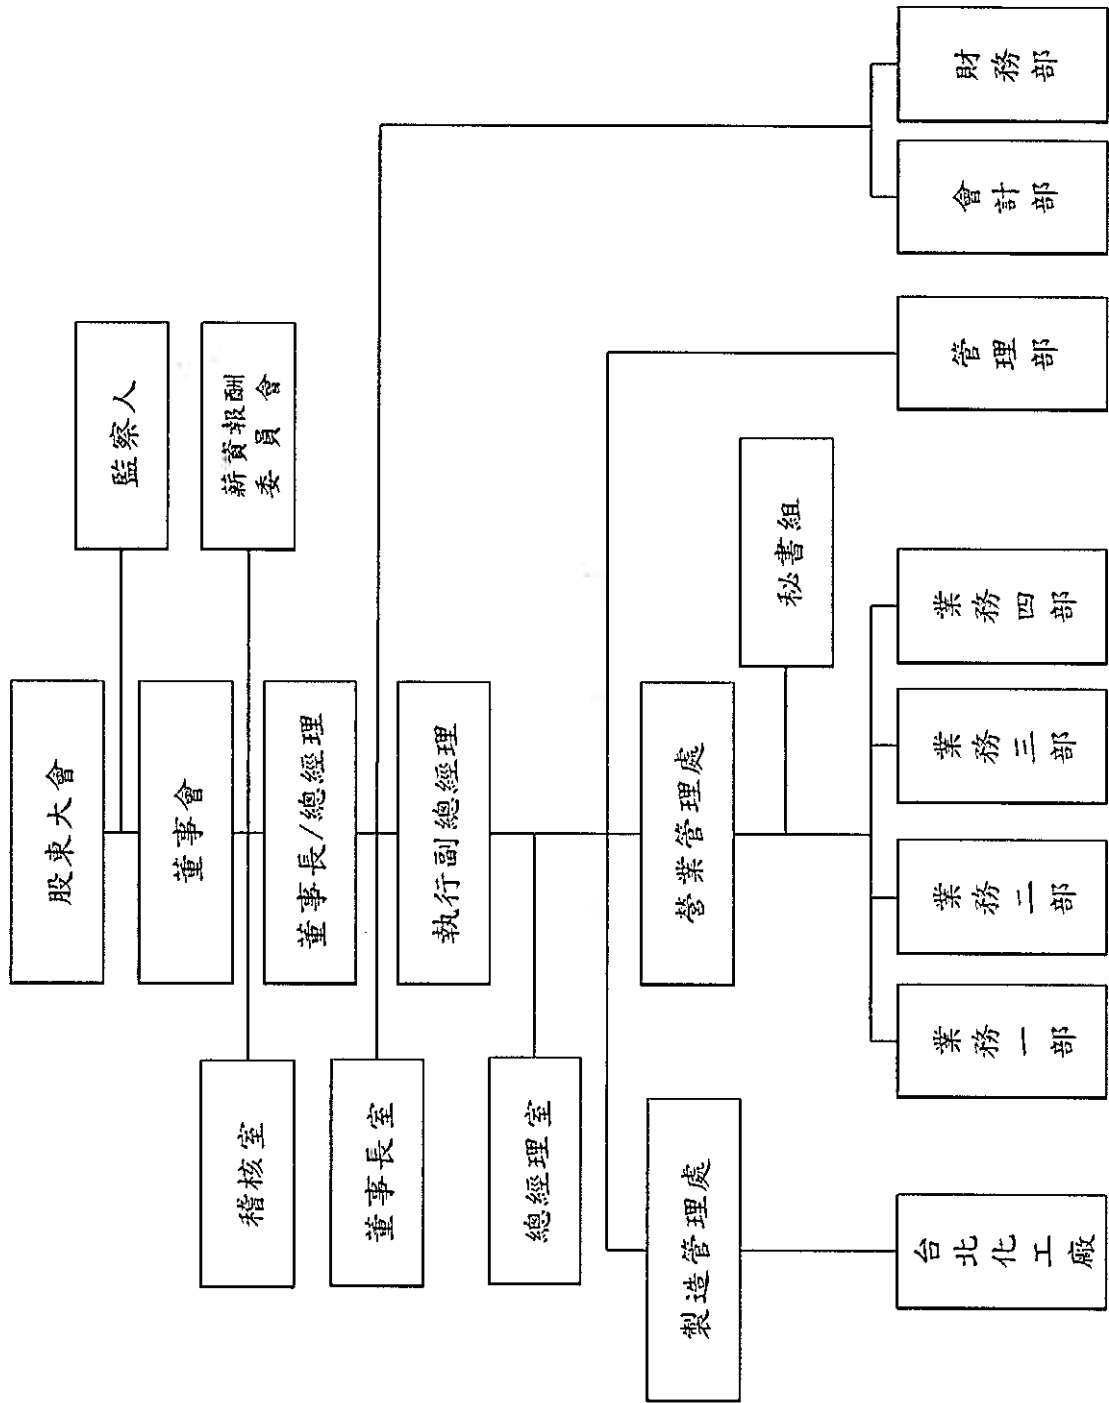 股東大會
監察人
董事會
薪資報酬
委員會
稽核室
董事長/總經理
董事長室
執行副總經理
總經理室
製造管理處
營業管理處
秘書組
台北化工廠
業務一部
業務二部
業務三部
業務四部
管理部
會計部
財務部